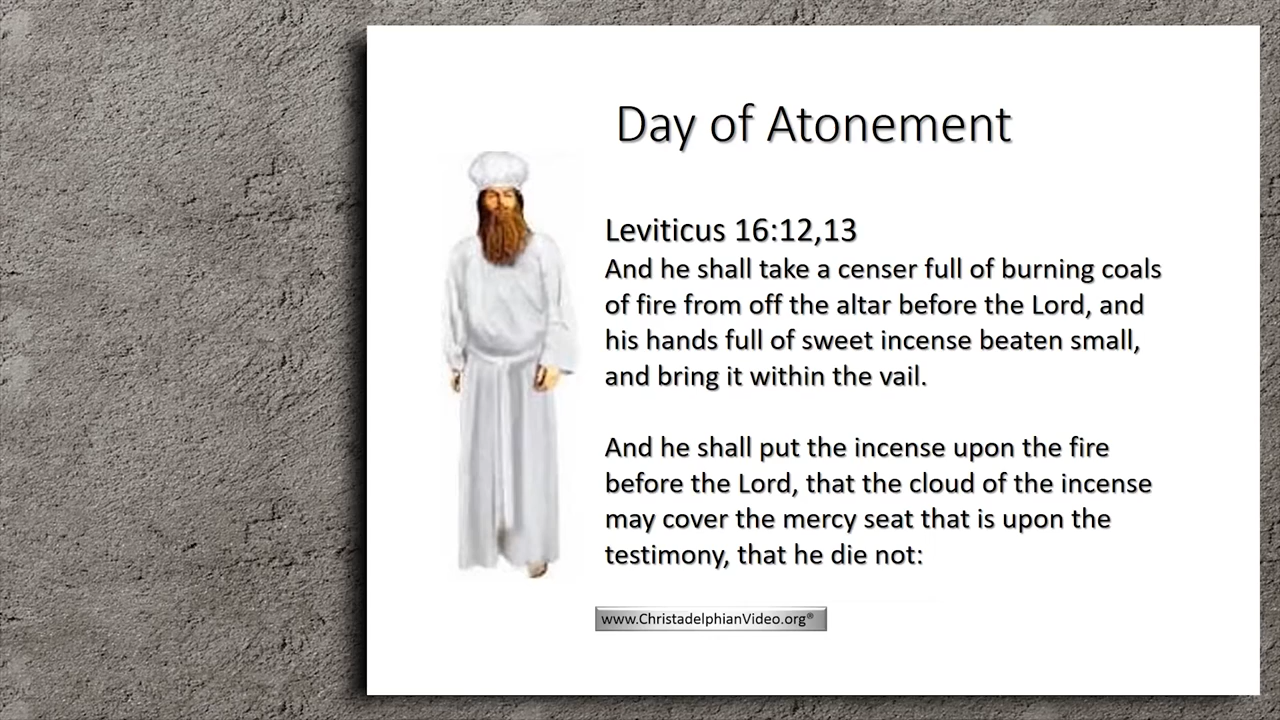 Day of Atonement
Leviticus 16:12,13
And he shall take a censer full of burning coals
of fire from off the altar before the Lord, and
his hands full of sweet incense beaten small,
and bring it within the vail.
And he shall put the incense upon the fire
before the Lord, that the cloud of the incense
may cover the mercy seat that is upon the
testimony, that he die not:
www.ChristadelphianVideo.org®